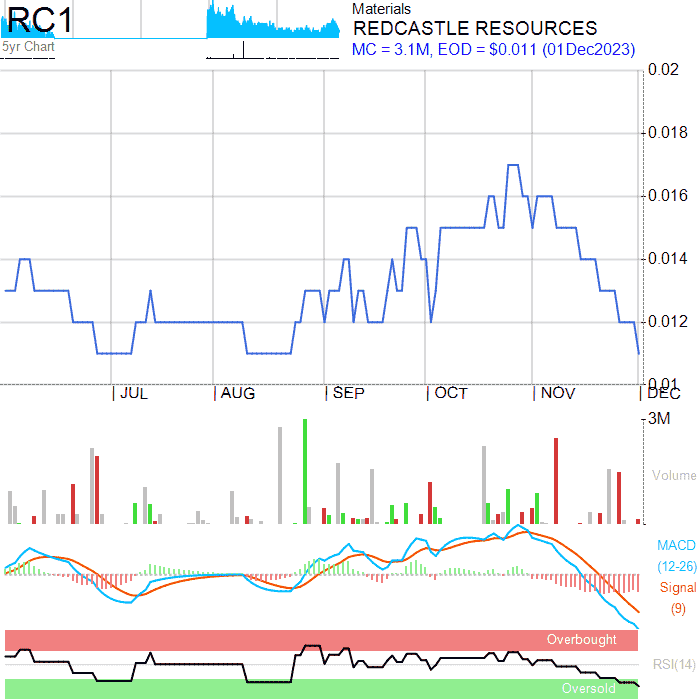 RC1
5yr Chart
Materials
REDCASTLE RESOURCES
MC = 3.1M, EOD = $0.011 (01Dec2023)
0.02
0.018
0.016
0.014
0.012
0.01
JUL AUG SEP OCT NOV DEC
3M
Volume
MACD
(12-26)
Signal
(9)
Overbought
RSI(14)
Oversold